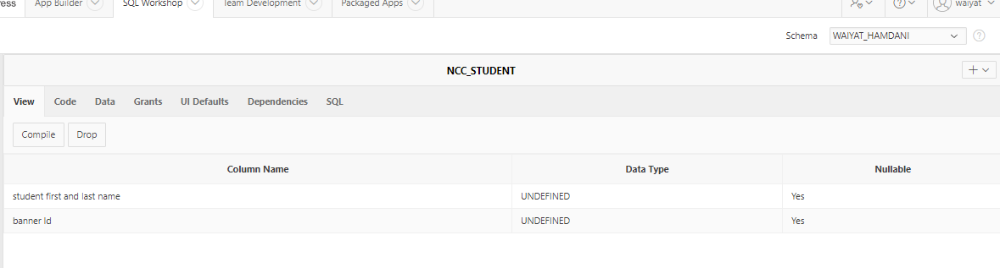 ress App Builder SQL Workshop Team Development Packaged Apps waiyat
Schema WAIYAT_HAMDANI
NCC_STUDENT
View Code Data Grants UI Defaults Dependencies SQL
Compile Drop
Column Name Data Type Nullable
student first and last name UNDEFINED Yes
banner Id UNDEFINED Yes